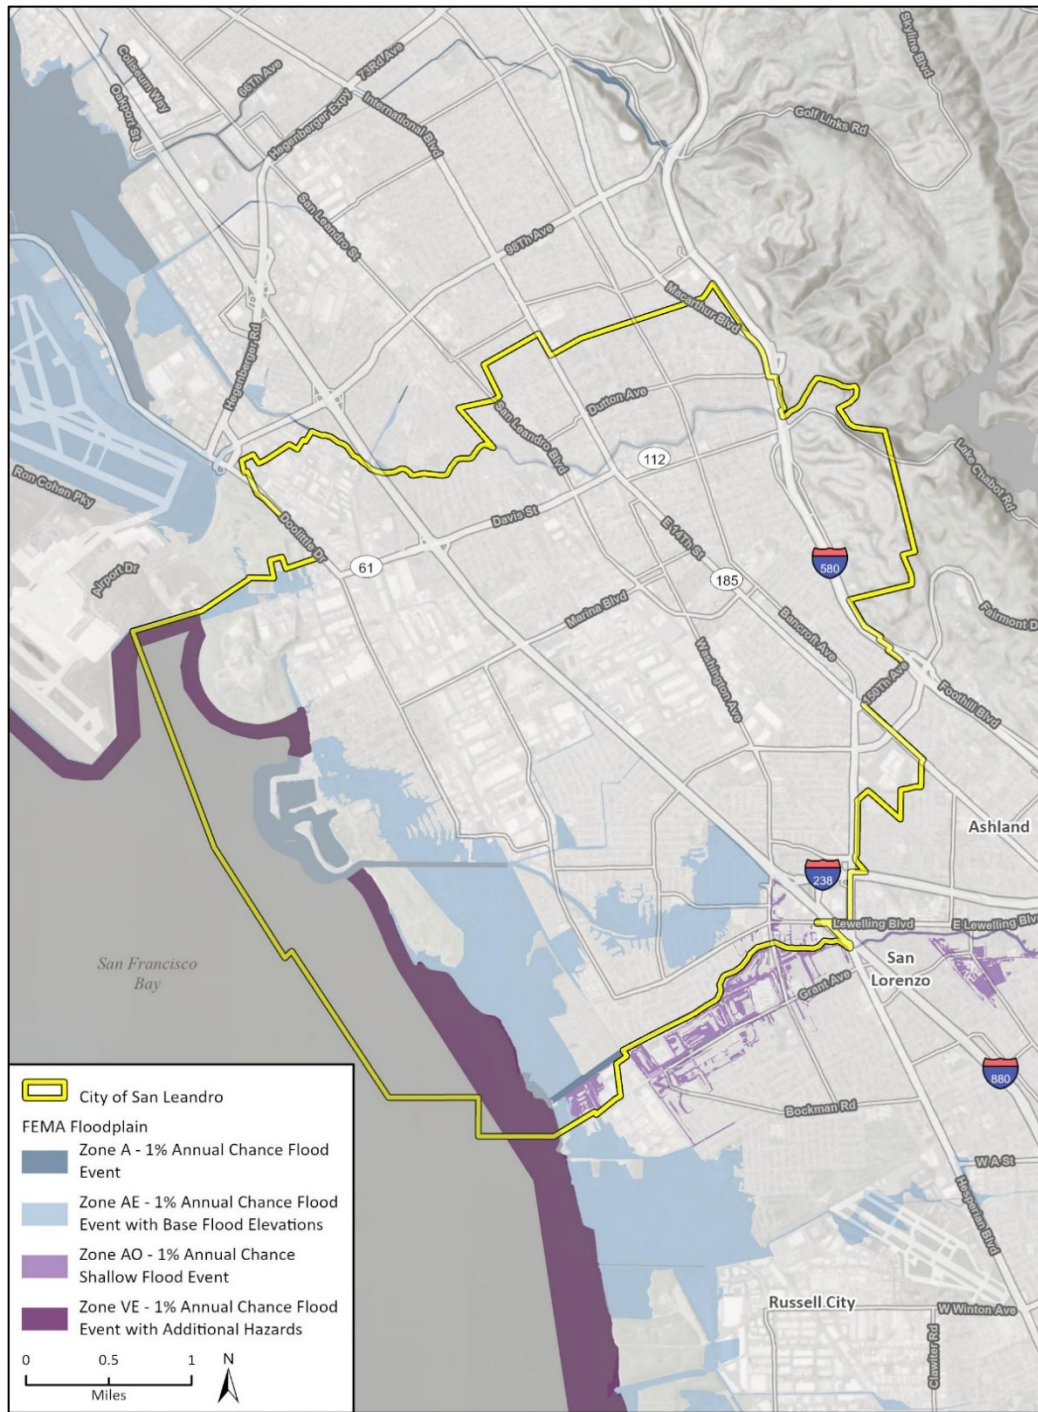 Skyline Blvd
Coliseum Way
66Th Ave
73Rd Ave
Oakport St
Hegenberger Expy
International Blvd
Golf Links Rd
San Leandro St
98Th Ave
Macarthur Blvd
Hegenberger Rd
Dutton Ave
San Leandro Blvd
Lake Chabot Rd
112
Ron Cohen Pky
Doolittle Dr
Davis St
E 14Th St
61
580
Airport Dr
185
Marina Blvd
Bancroft Ave
Fairmont D
Washington Ave
150Th Ave
Foothill Blvd
Ashland
238
Lewelling Blvd
E Lewelling Blv
San Francisco
Bay
San
Lorenzo
Grant Ave
880
Bockman Rd
W A St
Hesperian Blvd
Russell City
W Winton Ave
Clawiter Rd
City of San Leandro
FEMA Floodplain
Zone A - 1% Annual Chance Flood
Event
Zone AE - 1% Annual Chance Flood
Event with Base Flood Elevations
Zone AO - 1% Annual Chance
Shallow Flood Event
Zone VE - 1% Annual Chance Flood
Event with Additional Hazards
0 0.5 1
Miles
N